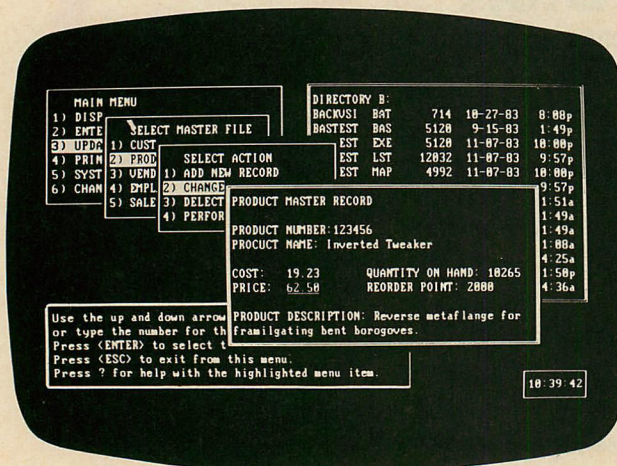 MAIN MENU
1) DISP
2) ENTE
3) UPDA
4) PRIN
5) SYST
6) CHAN
SELECT MASTER FILE
1) CUST
2) PROD
3) VEND
4) EMPL
5) SALE
SELECT ACTION
1) ADD NEW RECORD
2) CHANGE
3) DELECT
4) PERFOR
DIRECTORY B:
BACKUSI BAT 714 10-27-83 8:08p
BASTEST BAS 5120 9-15-83 1:49p
EST EXE 5120 11-07-83 10:00p
EST LST 12032 11-07-83 9:57p
EST MAP 4992 11-07-83 10:00p
9:57p
1:51a
1:49a
1:49a
1:08a
4:25a
1:50p
4:36a
PRODUCT MASTER RECORD
PRODUCT NUMBER:123456
PROCUCT NAME: Inverted Tweaker
COST: 19.23 QUANTITY ON HAND: 10265
PRICE: 62.50 REORDER POINT: 2000
PRODUCT DESCRIPTION: Reverse metaflange for
framilgating bent borogoves.
Use the up and down arrow
or type the number for th
Press <ENTER> to select t
Press <ESC> to exit from this menu.
Press ? for help with the highlighted menu item.
10:39:42